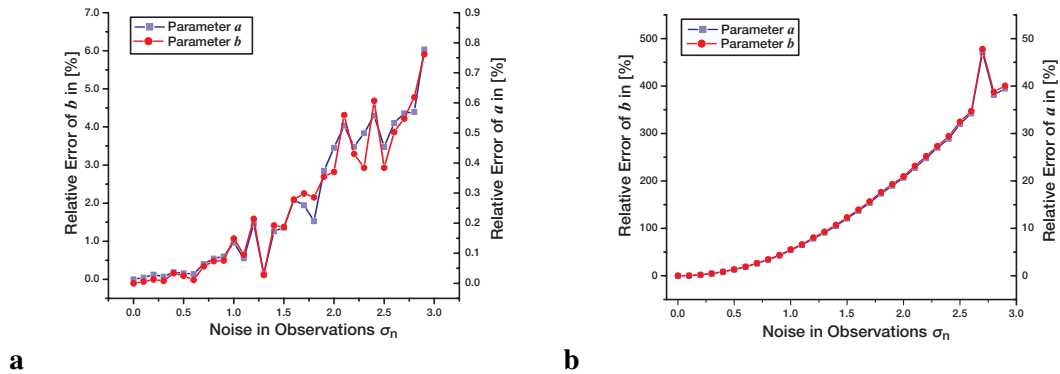 7.0
6.0
5.0
4.0
3.0
2.0
1.0
0.0
Relative Error of b in [%]
Parameter a
Parameter b
0.9
0.8
0.7
0.6
0.5
0.4
0.3
0.2
0.1
0.0
Relative Error of a in [%]
0.0 0.5 1.0 1.5 2.0 2.5 3.0
Noise in Observations σn
a
500
400
300
200
100
0
Relative Error of b in [%]
Parameter a
Parameter b
50
40
30
20
10
0
Relative Error of a in [%]
0.0 0.5 1.0 1.5 2.0 2.5 3.0
Noise in Observations σn
b